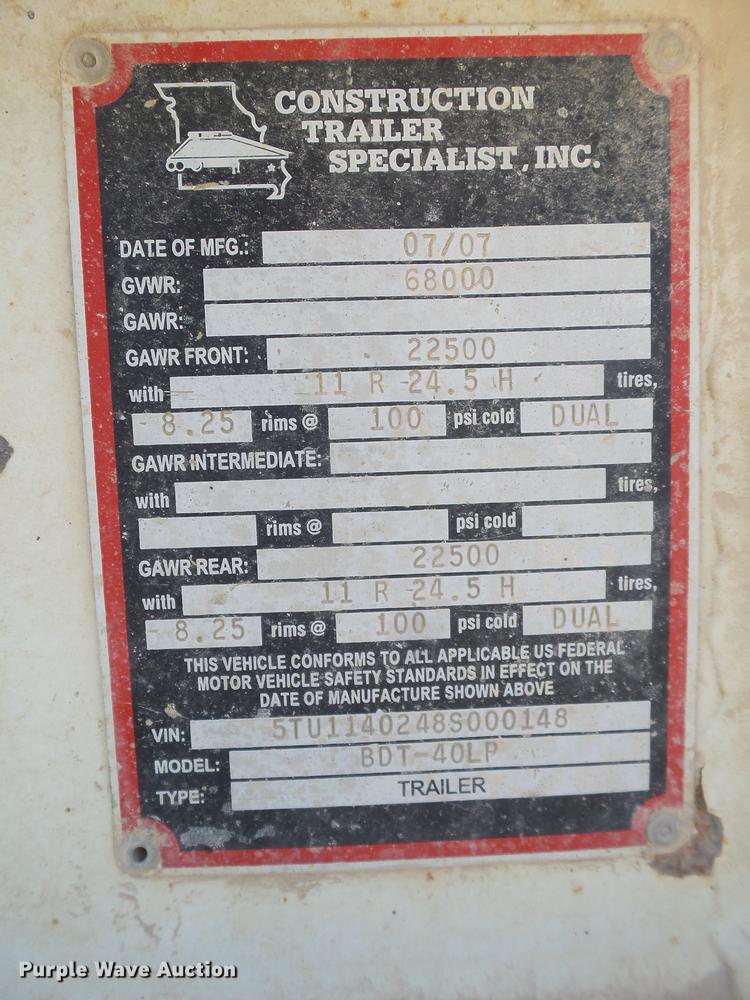 CONSTRUCTION
TRAILER
SPECIALIST, INC.
DATE OF MFG.: 07/07
GVWR: 68000
GAWR:
GAWR FRONT: 22500
with 11 R 24.5 H tires,
8.25 rims @ 100 psi cold DUAL
GAWR INTERMEDIATE:
with tires,
rims @ psi cold
GAWR REAR: 22500
with 11 R 24.5 H tires,
8.25 rims @ 100 psi cold DUAL
THIS VEHICLE CONFORMS TO ALL APPLICABLE US FEDERAL
MOTOR VEHICLE SAFETY STANDARDS IN EFFECT ON THE
DATE OF MANUFACTURE SHOWN ABOVE
VIN: 5TU1140248S000148
MODEL: BDT-40LP
TYPE: TRAILER
Purple Wave Auction